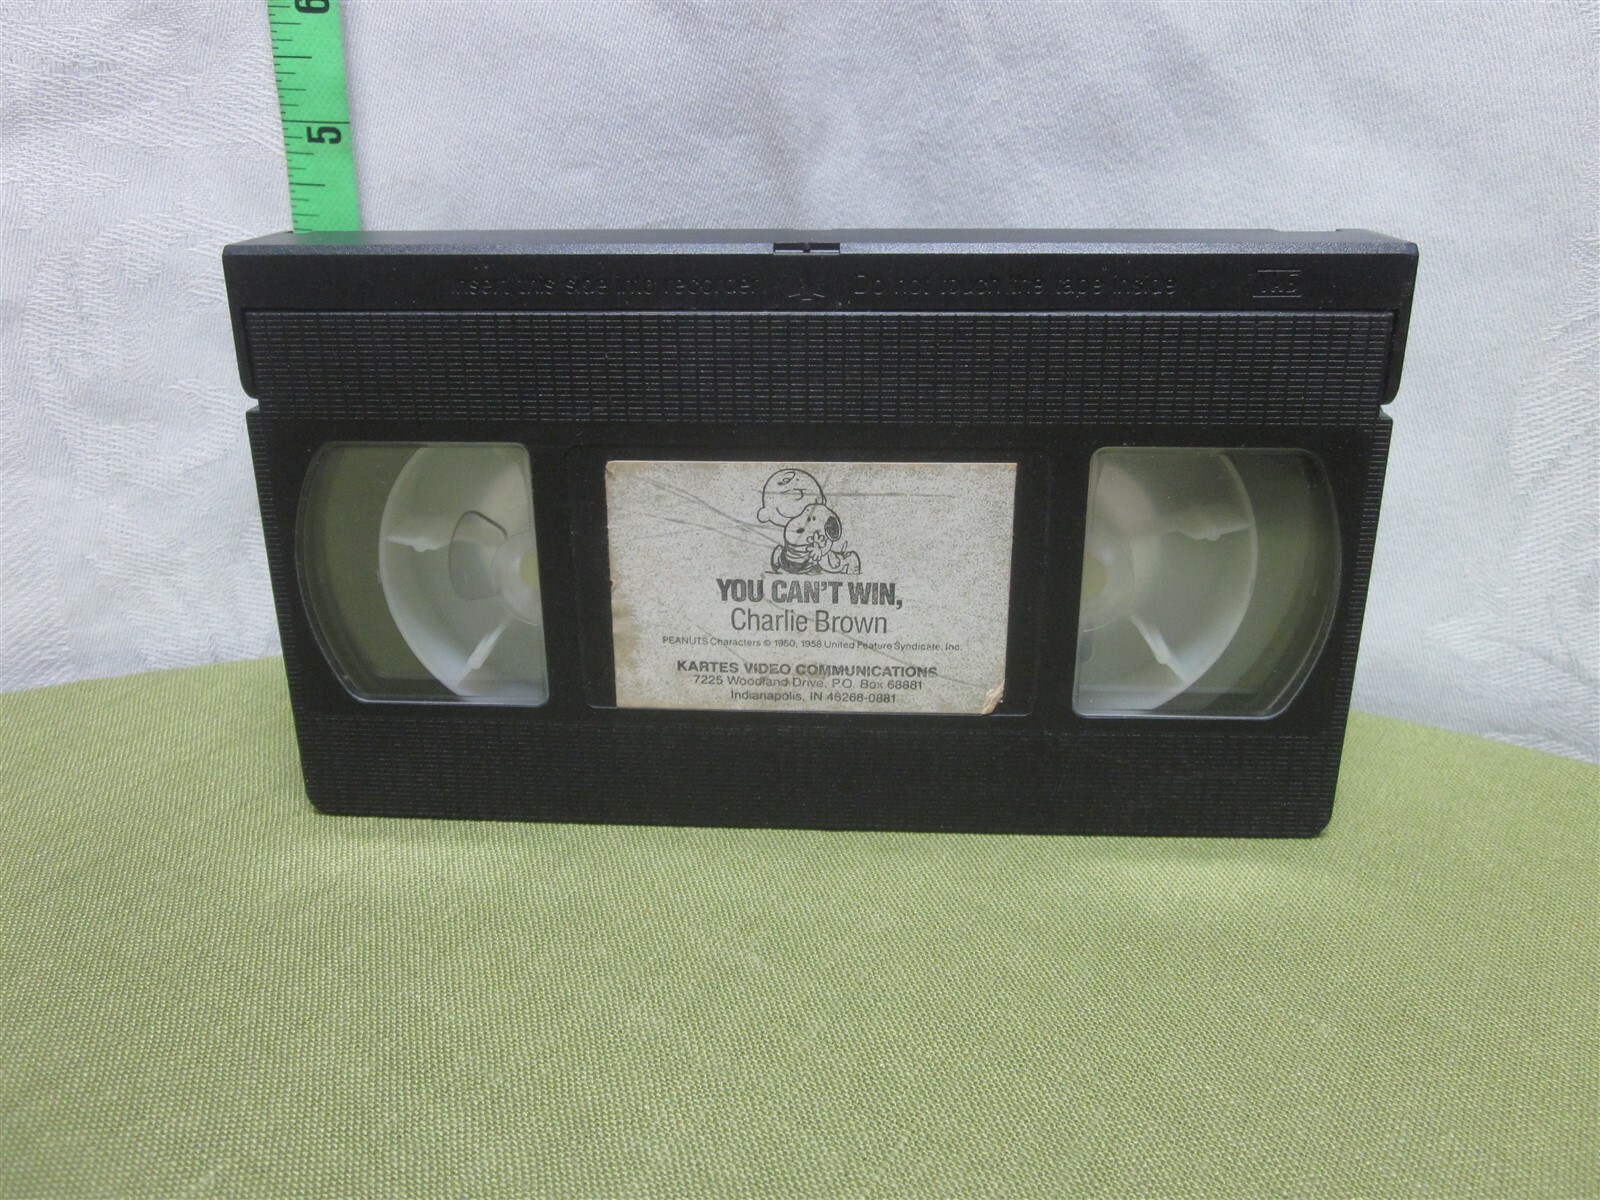 6
5
Insert this side into recorder
Do not touch the tape inside
VHS
YOU CAN'T WIN,
Charlie Brown
PEANUTS Characters © 1950, 1958 United Feature Syndicate, Inc.
KARTES VIDEO COMMUNICATIONS
7225 Woodland Drive, P.O. Box 68881
Indianapolis, IN 46268-0881